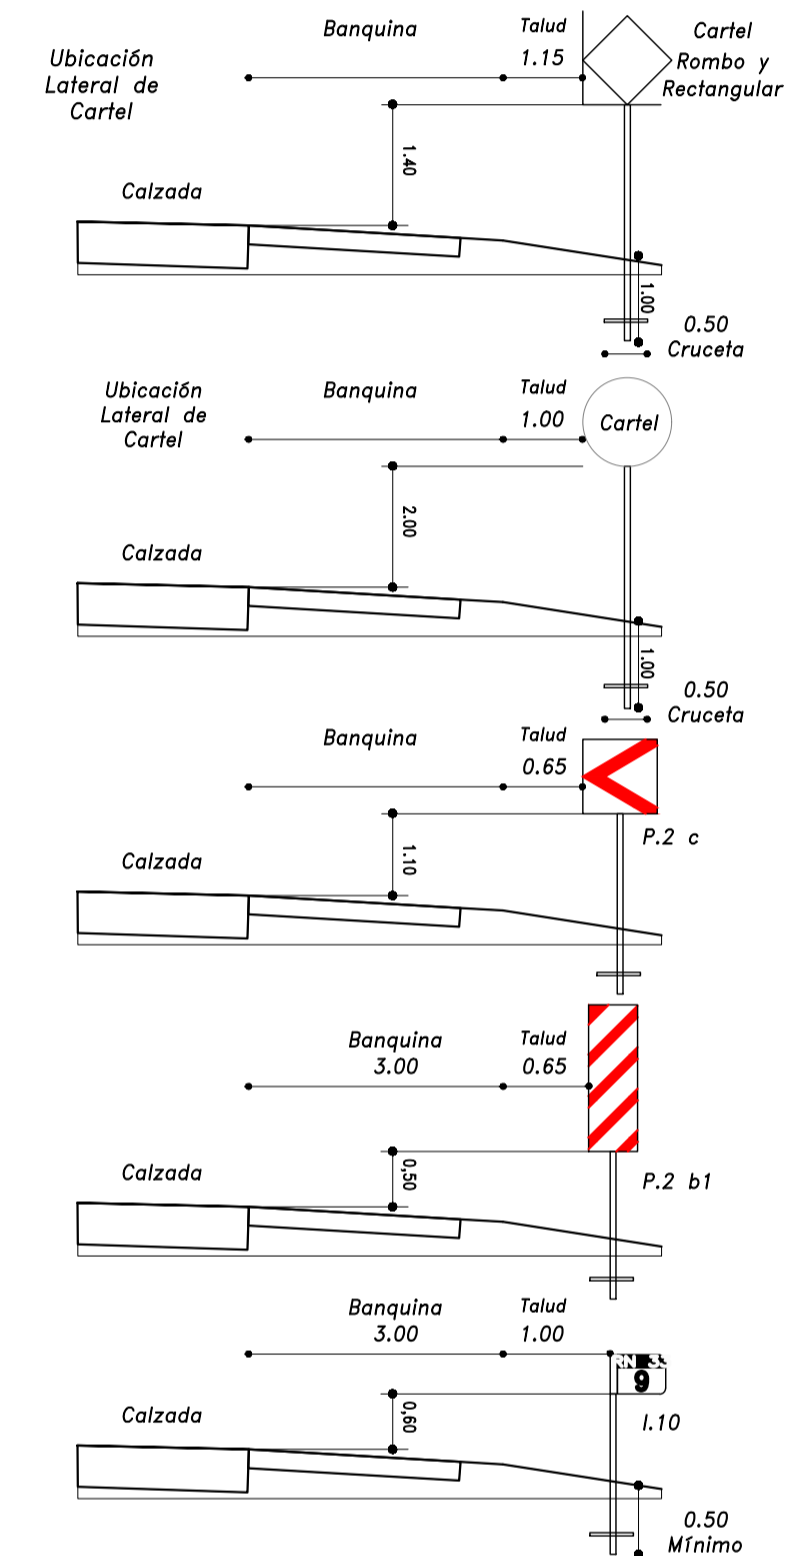 Ubicación
Lateral de
Cartel
Banquina
Talud
1.15
Cartel
Rombo y
Rectangular
1.40
Calzada
1.00
0.50
Cruceta
Ubicación
Lateral de
Cartel
Banquina
Talud
1.00
Cartel
2.00
Calzada
1.00
0.50
Cruceta
Banquina
Talud
0.65
P.2 c
1.10
Calzada
Banquina
3.00
Talud
0.65
0,50
P.2 b1
Calzada
Banquina
3.00
Talud
1.00
9
0,60
I.10
Calzada
0.50
Mínimo